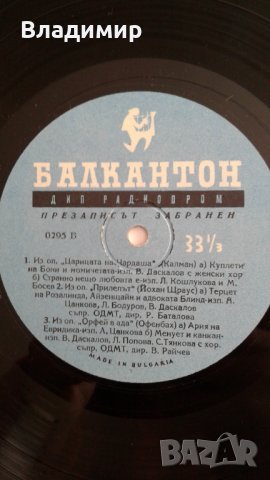 Владимир
БАЛКАНТОН
ДИП РАДИОПРОМ
ПРЕЗАПИСЪТ ЗАБРАНЕН
0295 В
33⅓
1. Из оп. „Царицата на чардаша" (Калман) а) Куплети
на Бони и момичетата-изп. В. Даскалов с женски хор
б) Странно нещо любовта е-изп. Л. Кошлукова и М.
Босев 2. Из оп. „Прилепът" (Йохан Щраус) а) Терцет
на Розалинда, Айзенщайн и адвоката Блинд-изп. Л.
Цанкова, Л. Бодуров, В. Даскалов
съпр. ОДМТ, дир. Р. Баталова
3. Из оп. "Орфей в ада" (Офенбах) а) Ария на
Евридика-изп. Л. Цанкова б) Менует и канкан-
изп. В. Даскалов, Л. Попова, С. Тянкова с хор.
съпр. ОДМТ, дир. В. Райчев
MADE IN BULGARIA
bazar